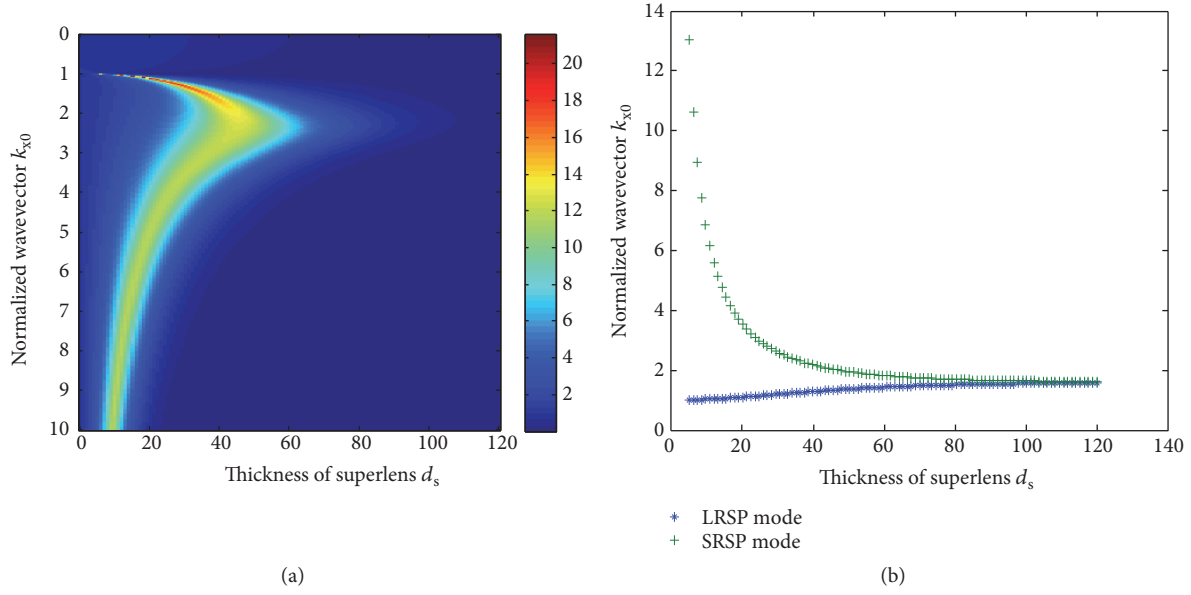 0
1
2
3
4
5
6
7
8
9
10
Normalized wavevector kx0
0 20 40 60 80 100 120
Thickness of superlens ds
20
18
16
14
12
10
8
6
4
2
(a)
14
12
10
8
6
4
2
0
Normalized wavevector kx0
0 20 40 60 80 100 120 140
Thickness of superlens ds
LRSP mode
SRSP mode
(b)